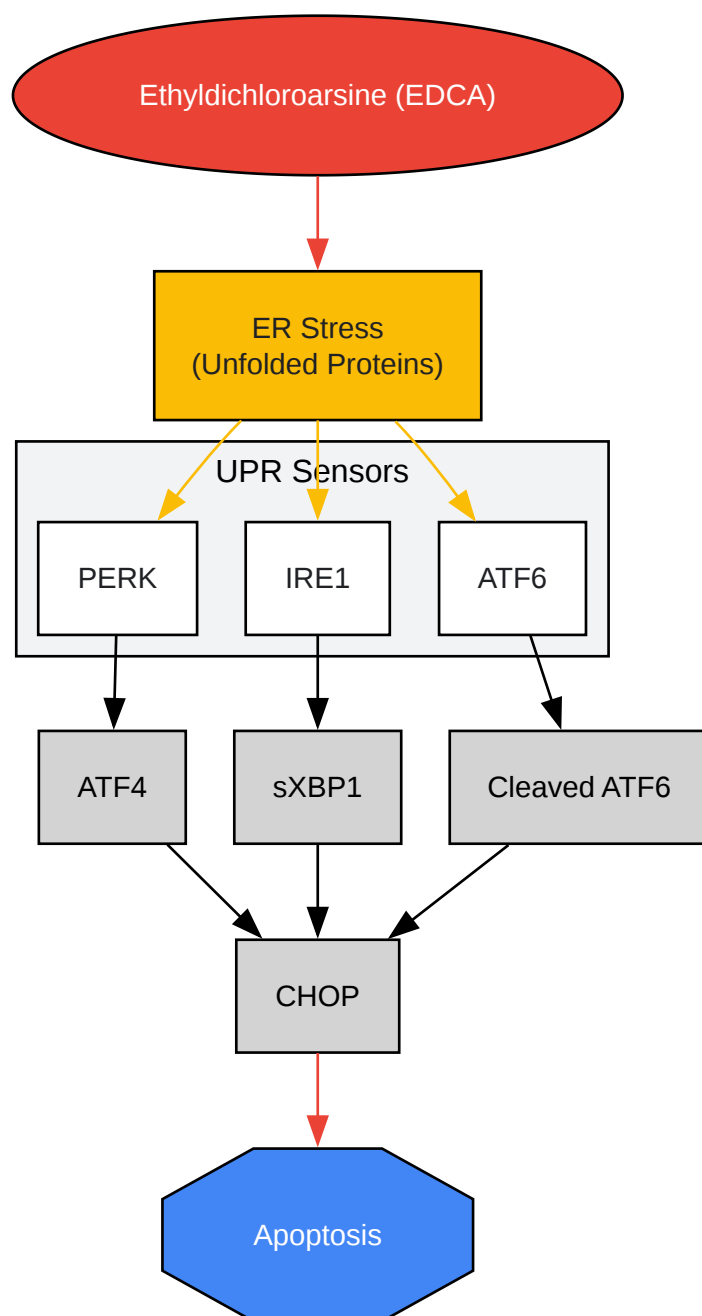 Ethyldichloroarsine (EDCA)
ER Stress
(Unfolded Proteins)
UPR Sensors
PERK
IRE1
ATF6
ATF4
sXBP1
Cleaved ATF6
CHOP
Apoptosis